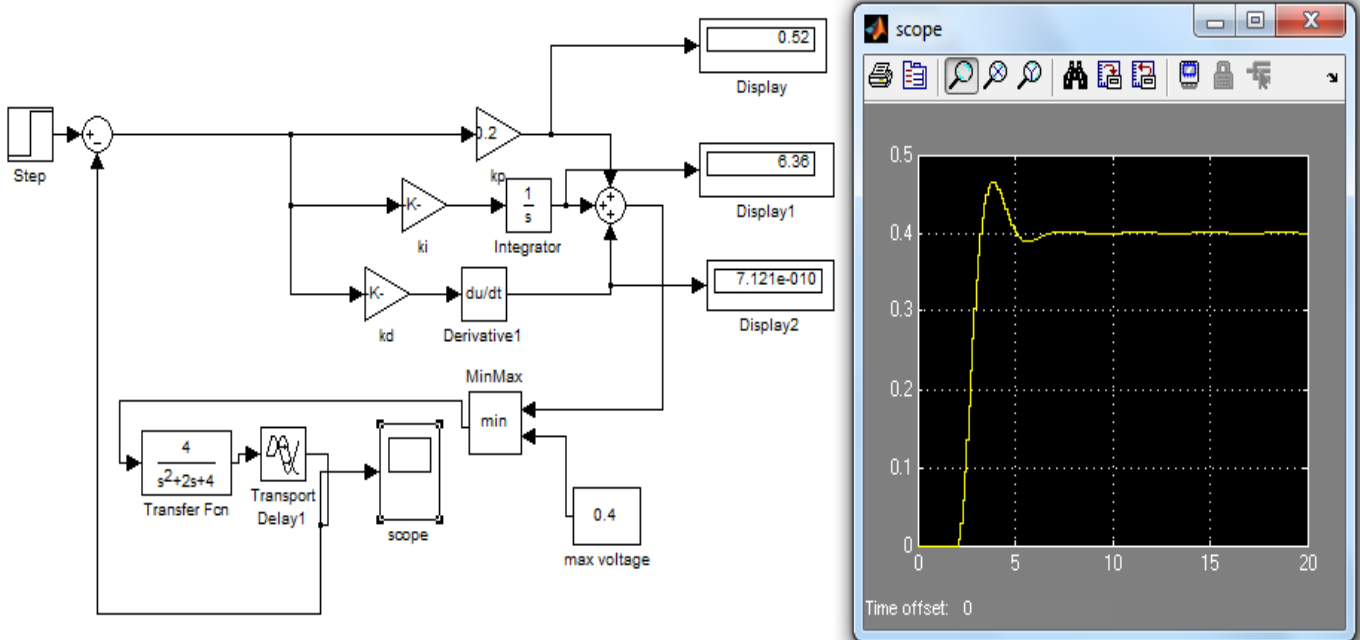 0.52
Display
Step
+
−
0.2
kp
6.36
Display1
K-
ki
1
s
Integrator
+
+
+
K-
kd
du/dt
Derivative1
7.121e-010
Display2
MinMax
min
4
s2+2s+4
Transfer Fcn
Transport
Delay1
scope
0.4
max voltage
scope
0.5
0.4
0.3
0.2
0.1
0
0 5 10 15 20
Time offset: 0